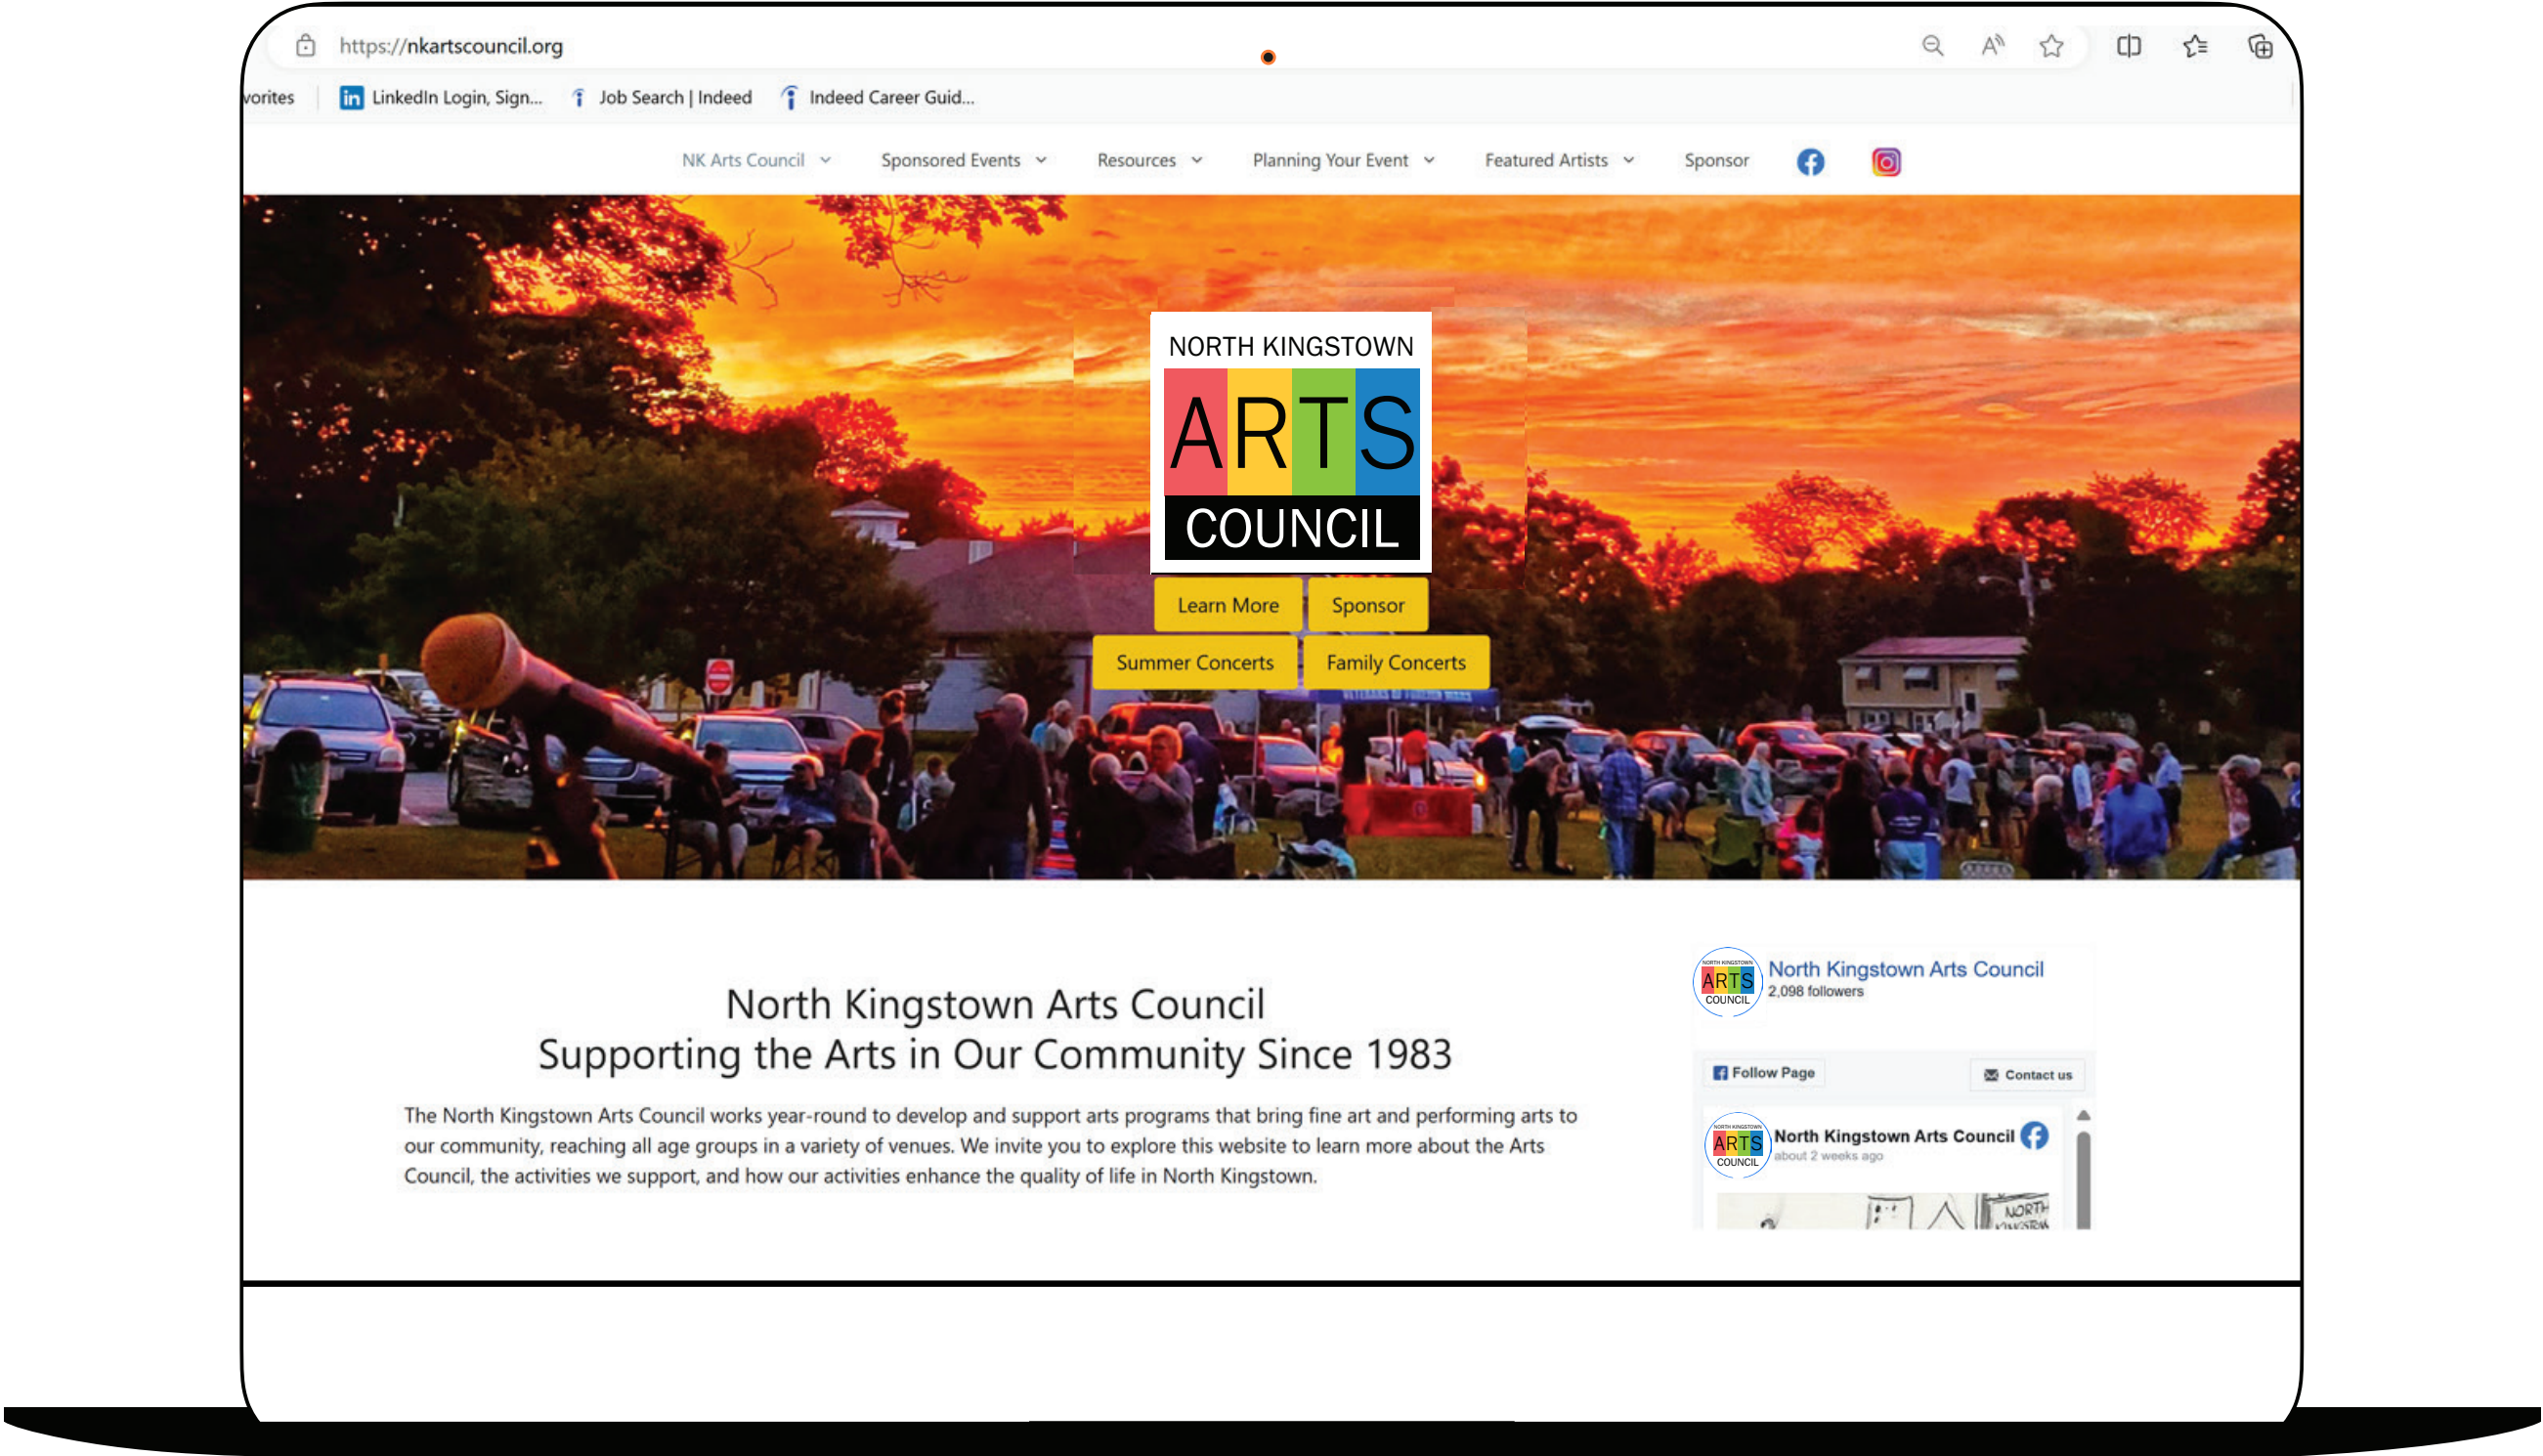 https://nkartscouncil.org
vorites
LinkedIn Login, Sign...
Job Search | Indeed
Indeed Career Guid...
NK Arts Council
Sponsored Events
Resources
Planning Your Event
Featured Artists
Sponsor
NORTH KINGSTOWN
ARTS
COUNCIL
Learn More
Sponsor
Summer Concerts
Family Concerts
North Kingstown Arts Council
Supporting the Arts in Our Community Since 1983
The North Kingstown Arts Council works year-round to develop and support arts programs that bring fine art and performing arts to
our community, reaching all age groups in a variety of venues. We invite you to explore this website to learn more about the Arts
Council, the activities we support, and how our activities enhance the quality of life in North Kingstown.
NORTH KINGSTOWN
ARTS
COUNCIL
North Kingstown Arts Council
2,098 followers
Follow Page
Contact us
NORTH KINGSTOWN
ARTS
COUNCIL
North Kingstown Arts Council
about 2 weeks ago
NORTH